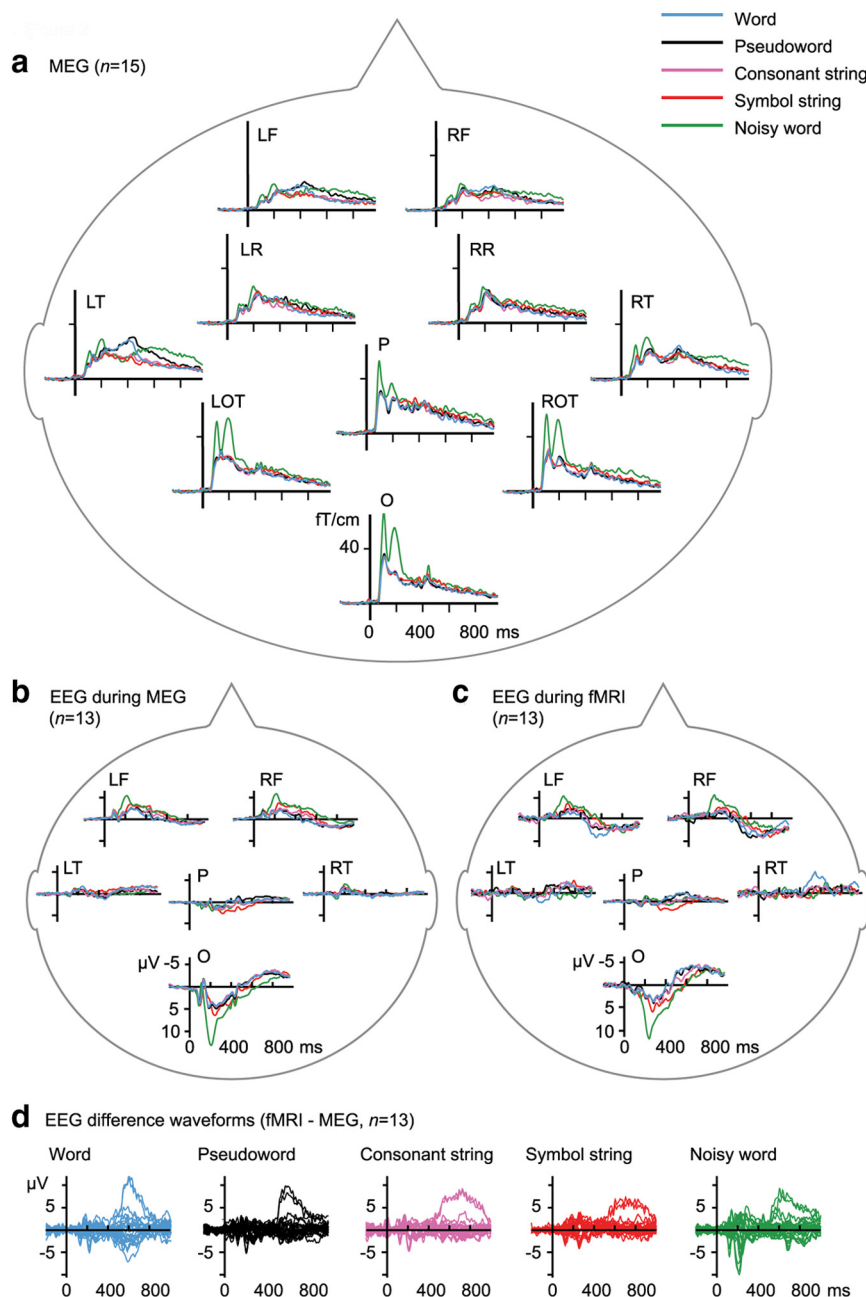 Word
Pseudoword
Consonant string
Symbol string
Noisy word
a MEG (n=15)
LF RF
LR RR
LT RT
P
LOT ROT
O
fT/cm
40
0 400 800 ms
b EEG during MEG
(n=13)
LF RF
LT P RT
µV -5 O
5
10
0 400 800 ms
c EEG during fMRI
(n=13)
LF RF
LT P RT
µV -5 O
5
10
0 400 800 ms
d EEG difference waveforms (fMRI - MEG, n=13)
Word Pseudoword Consonant string Symbol string Noisy word
µV
5 5 5 5 5
-5 -5 -5 -5 -5
0 400 800 0 400 800 0 400 800 0 400 800 0 400 800 ms